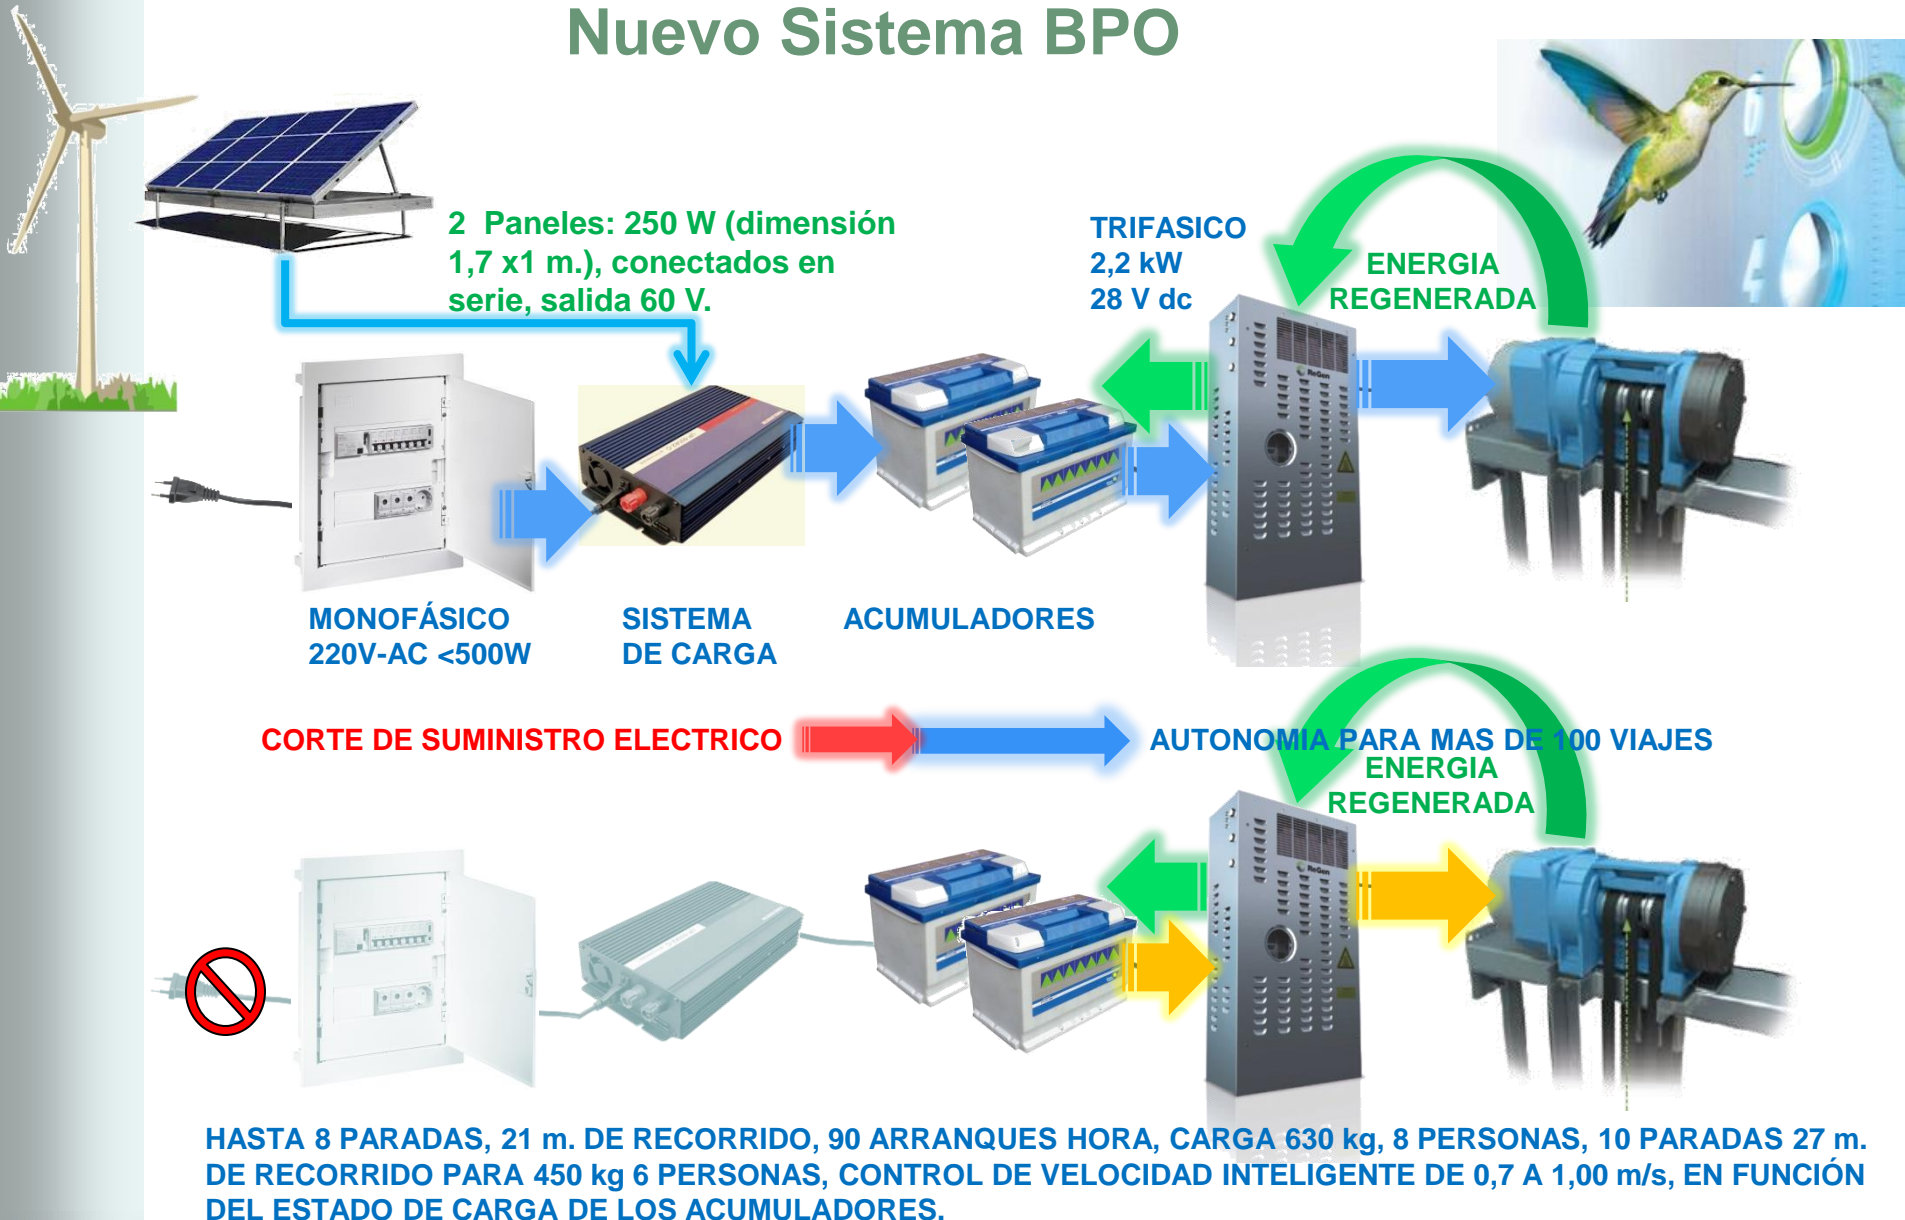 Nuevo Sistema BPO
2 Paneles: 250 W (dimensión
1,7 x1 m.), conectados en
serie, salida 60 V.
TRIFASICO
2,2 kW
28 V dc
ENERGIA
REGENERADA
ReGen
MONOFÁSICO
220V-AC <500W
SISTEMA
DE CARGA
ACUMULADORES
CORTE DE SUMINISTRO ELECTRICO
AUTONOMIA PARA MAS DE 100 VIAJES
ENERGIA
REGENERADA
ReGen
HASTA 8 PARADAS, 21 m. DE RECORRIDO, 90 ARRANQUES HORA, CARGA 630 kg, 8 PERSONAS, 10 PARADAS 27 m.
DE RECORRIDO PARA 450 kg 6 PERSONAS, CONTROL DE VELOCIDAD INTELIGENTE DE 0,7 A 1,00 m/s, EN FUNCIÓN
DEL ESTADO DE CARGA DE LOS ACUMULADORES.